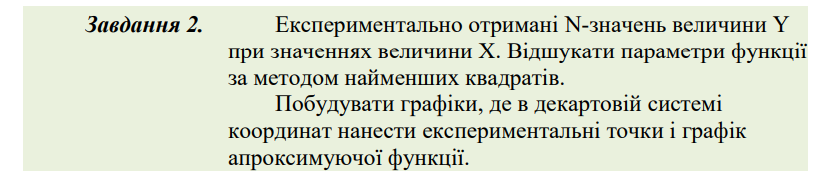 Завдання 2. Експериментально отримані N-значень величини Y
при значеннях величини X. Відшукати параметри функції
за методом найменших квадратів.
Побудувати графіки, де в декартовій системі
координат нанести експериментальні точки і графік
апроксимуючої функції.